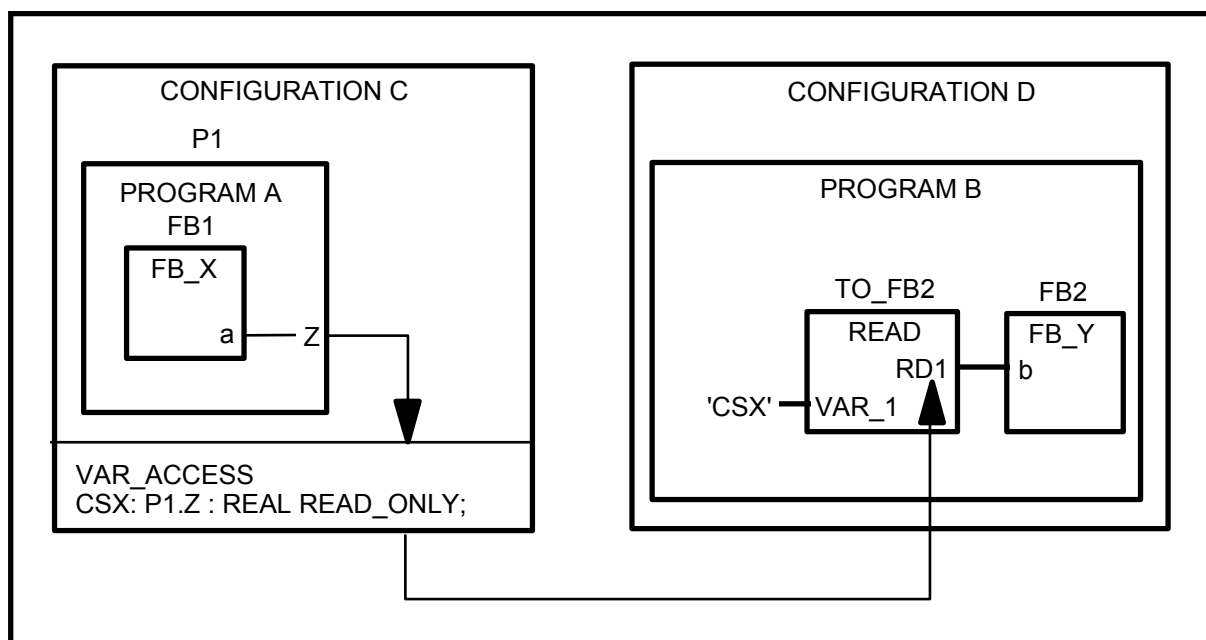 CONFIGURATION C
P1
PROGRAM A
FB1
FB_X
a
Z
VAR_ACCESS
CSX: P1.Z : REAL READ_ONLY;
CONFIGURATION D
PROGRAM B
TO_FB2
FB2
READ
FB_Y
RD1
b
'CSX'
VAR_1